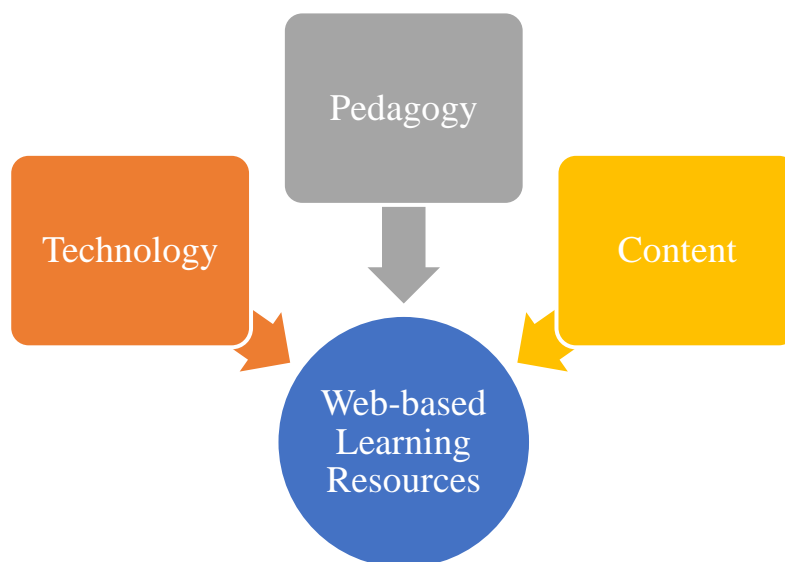 Pedagogy
Technology
Content
Web-based
Learning
Resources